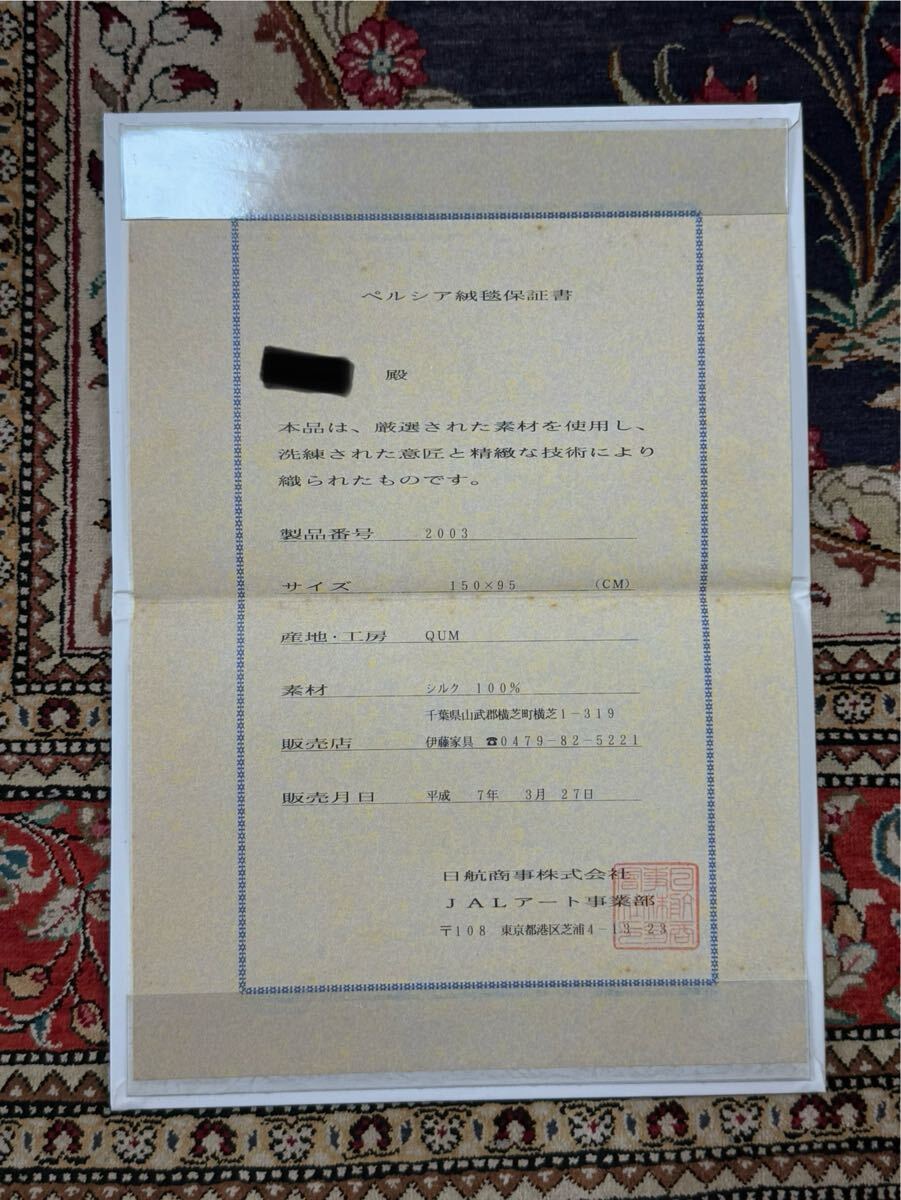 ペルシア絨毯保証書
殿
本品は、厳選された素材を使用し、
洗練された意匠と精緻な技術により
織られたものです。
製品番号 2003
サイズ 150×95 (CM)
産地・工房 QUM
素材 シルク 100%
千葉県山武郡横芝町横芝1-319
販売店 伊藤家具 ☎0479-82-5221
販売月日 平成 7年 3月 27日
日航商事株式会社
JALアート事業部
〒108 東京都港区芝浦4-13-23